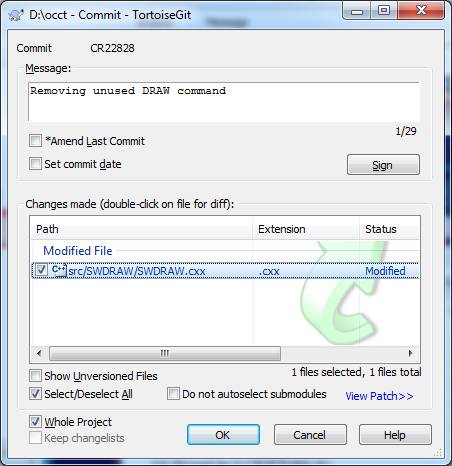 D:\occt - Commit - TortoiseGit
Commit CR22828
Message:
Removing unused DRAW command
1/29
*Amend Last Commit
Set commit date
Sign
Changes made (double-click on file for diff):
Path Extension Status
Modified File
C++ src/SWDRAW/SWDRAW.cxx .cxx Modified
1 files selected, 1 files total
Show Unversioned Files
Select/Deselect All Do not autoselect submodules View Patch>>
Whole Project
Keep changelists
OK Cancel Help